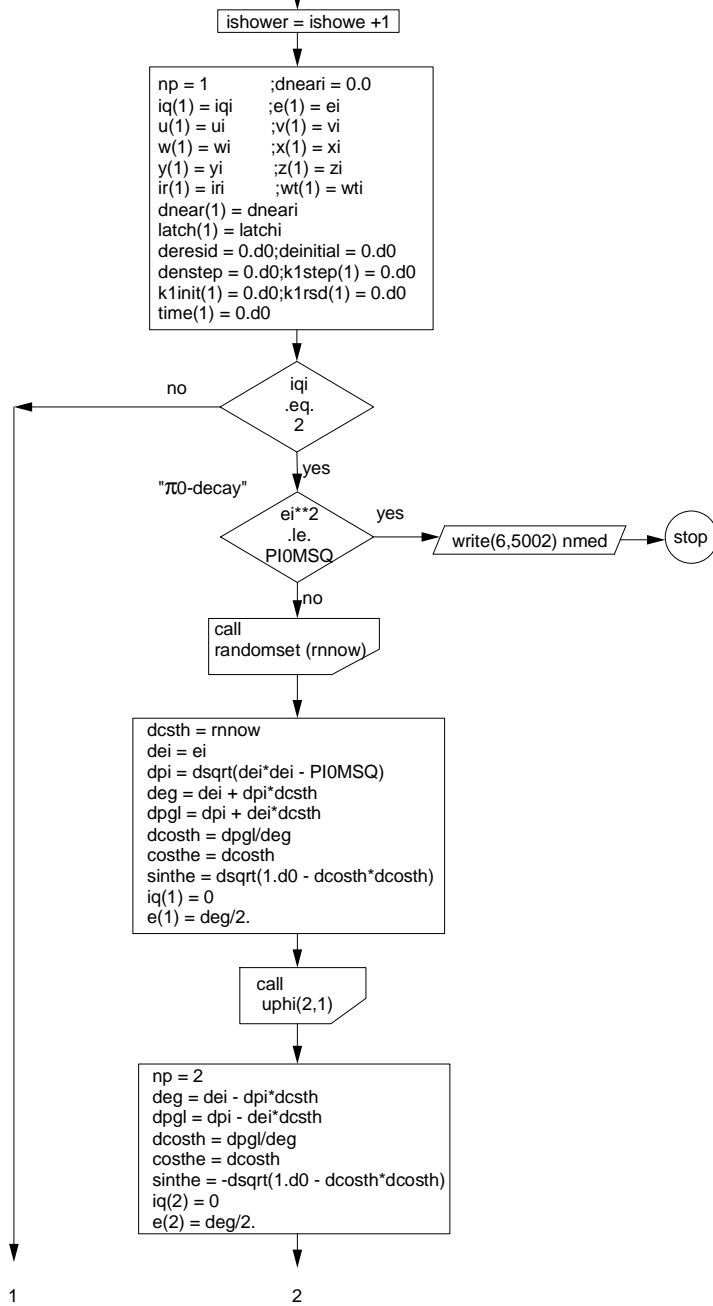 ishower = ishowe +1
np = 1 ;dneari = 0.0
iq(1) = iqi ;e(1) = ei
u(1) = ui ;v(1) = vi
w(1) = wi ;x(1) = xi
y(1) = yi ;z(1) = zi
ir(1) = iri ;wt(1) = wti
dnear(1) = dneari
latch(1) = latchi
deresid = 0.d0;deinitial = 0.d0
denstep = 0.d0;k1step(1) = 0.d0
k1init(1) = 0.d0;k1rsd(1) = 0.d0
time(1) = 0.d0
no
iqi
.eq.
2
yes
"π0-decay"
ei**2
.le.
PI0MSQ
yes
write(6,5002) nmed
stop
no
call
randomset (rnnow)
dcsth = rnnow
dei = ei
dpi = dsqrt(dei*dei - PI0MSQ)
deg = dei + dpi*dcsth
dpgl = dpi + dei*dcsth
dcosth = dpgl/deg
costhe = dcosth
sinthe = dsqrt(1.d0 - dcosth*dcosth)
iq(1) = 0
e(1) = deg/2.
call
uphi(2,1)
np = 2
deg = dei - dpi*dcsth
dpgl = dpi - dei*dcsth
dcosth = dpgl/deg
costhe = dcosth
sinthe = -dsqrt(1.d0 - dcosth*dcosth)
iq(2) = 0
e(2) = deg/2.
1 2